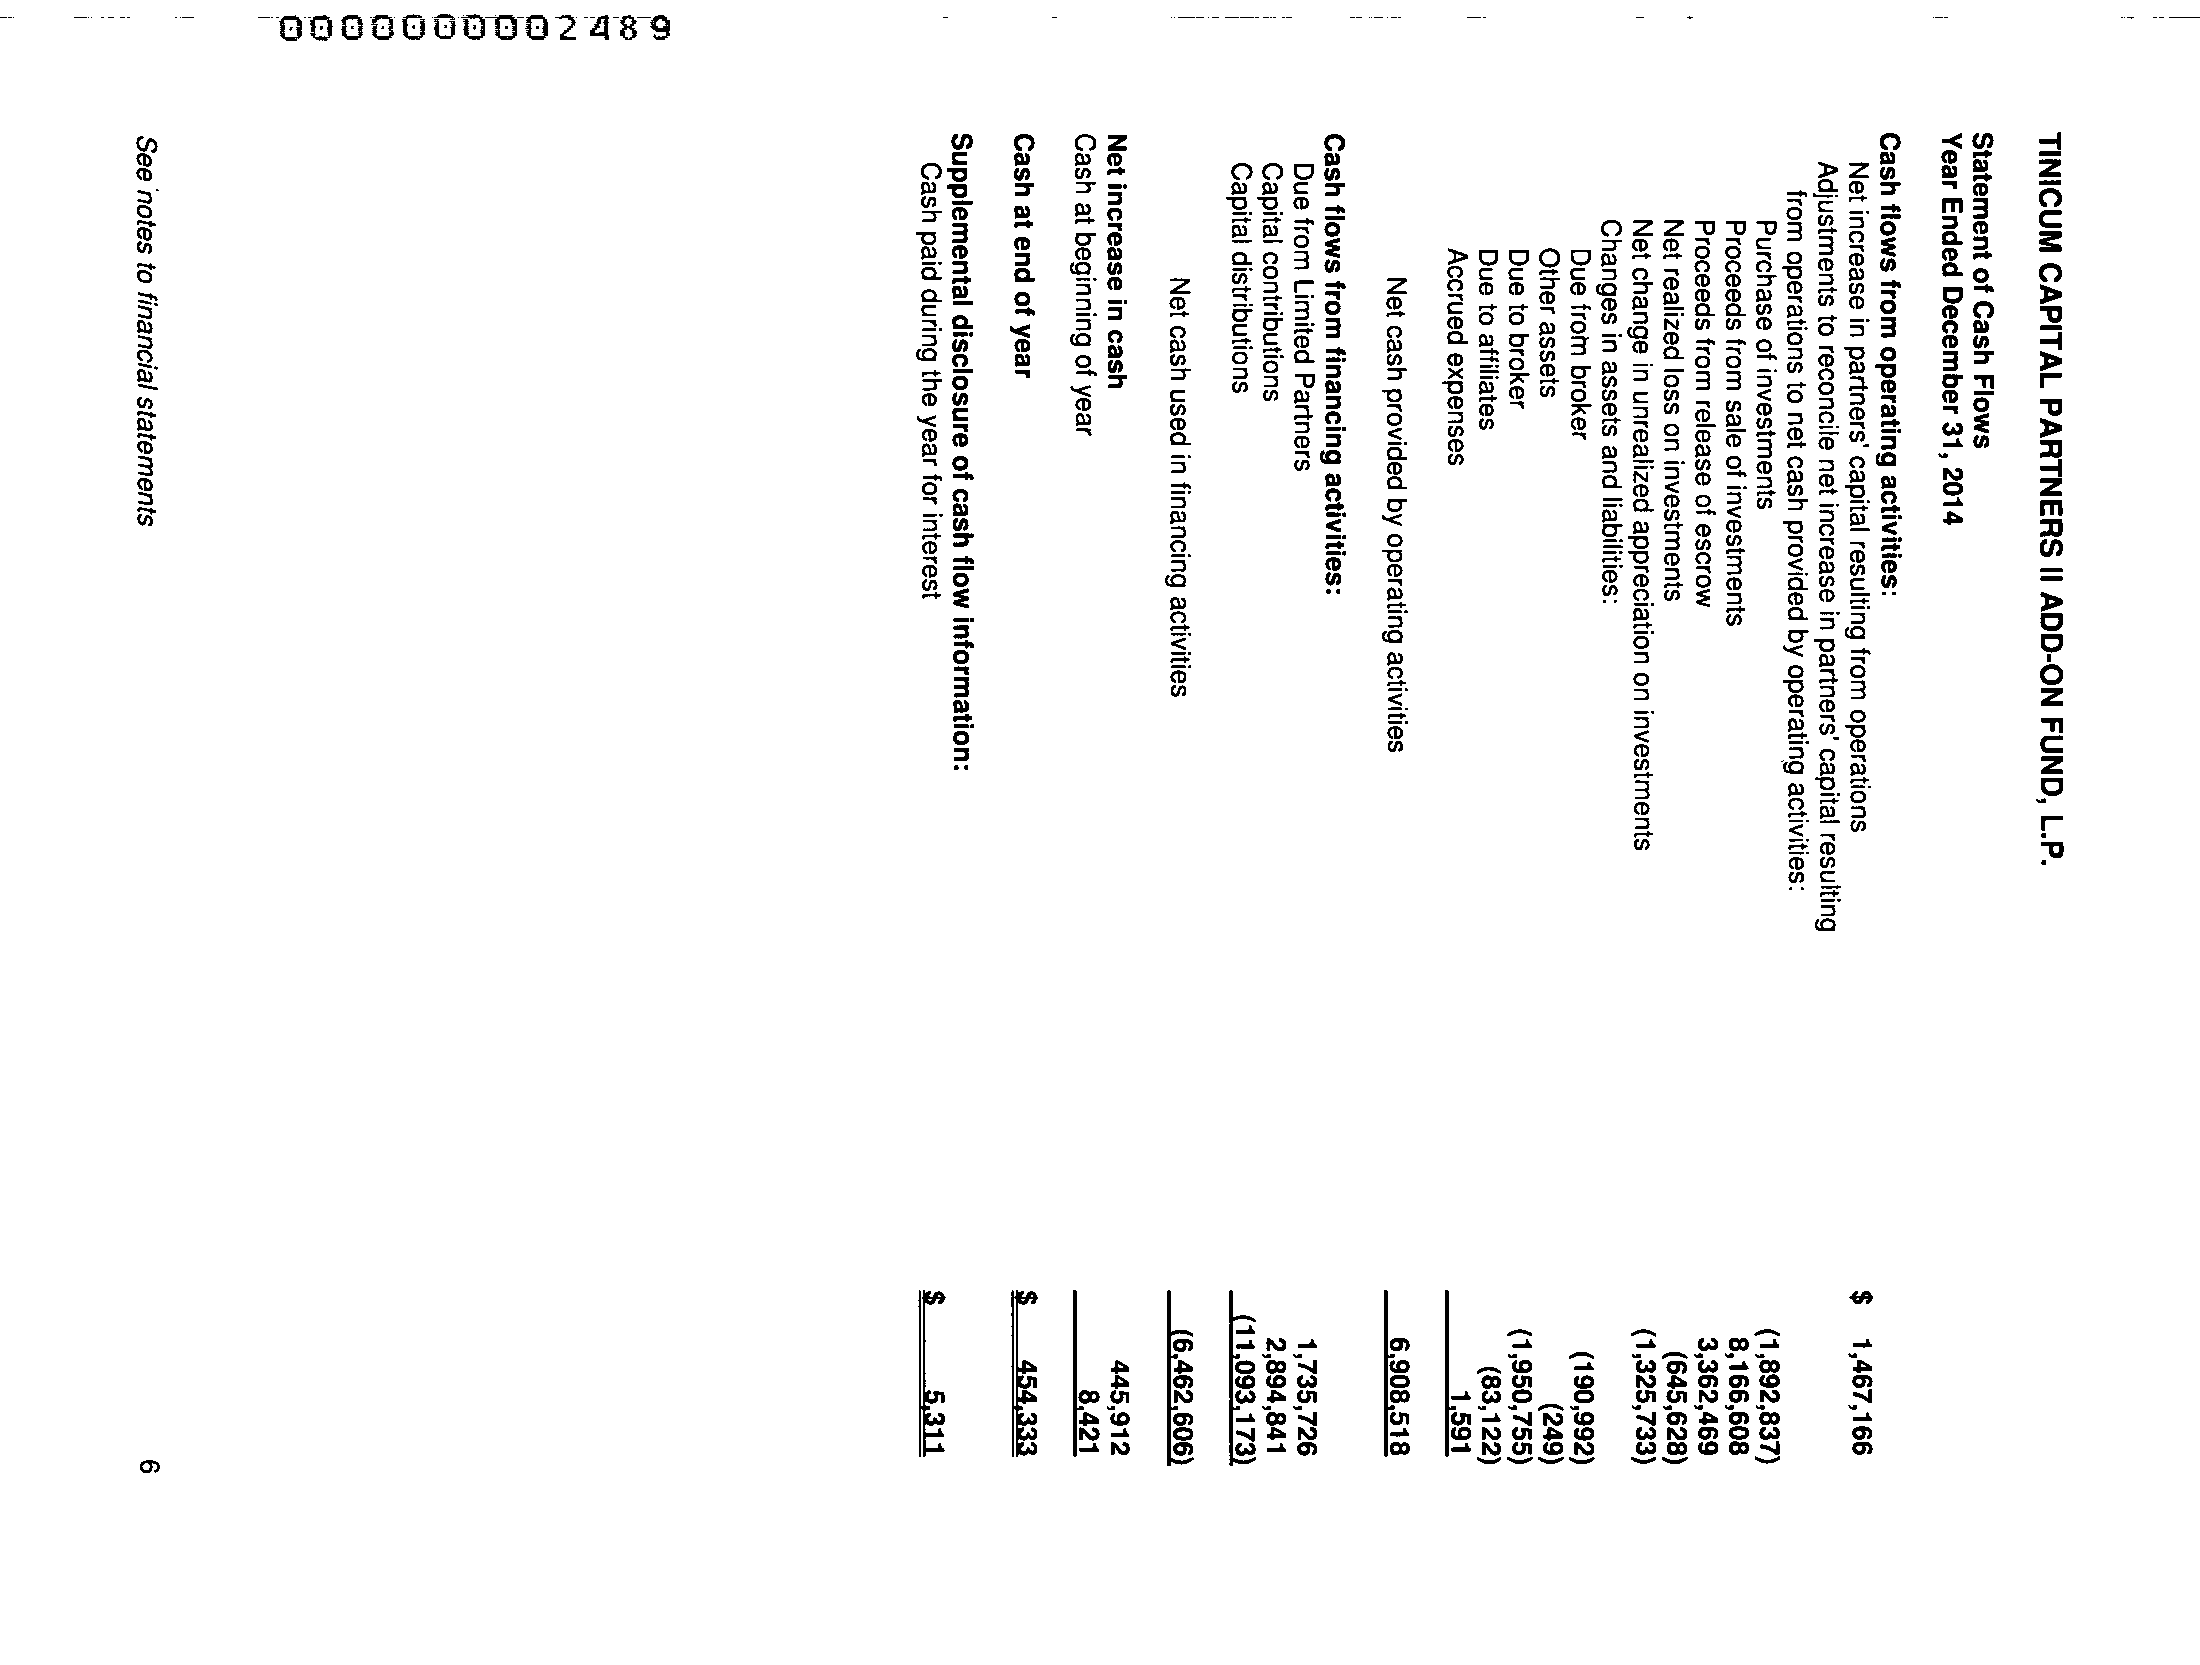 TINICUM CAPITAL PARTNERS II ADD-ON FUND, L.P.
Statement of Cash Flows
Year Ended December 31, 2014
Cash flows from operating activities:
Net increase in partners' capital resulting from operations $ 1,467,166
Adjustments to reconcile net increase in partners' capital resulting
from operations to net cash provided by operating activities:
Purchase of investments (1,892,837)
Proceeds from sale of investments 8,166,608
Proceeds from release of escrow 3,362,469
Net realized loss on investments (645,628)
Net change in unrealized appreciation on investments (1,325,733)
Changes in assets and liabilities:
Due from broker (190,992)
Other assets (249)
Due to broker (1,950,755)
Due to affiliates (83,122)
Accrued expenses 1,591
Net cash provided by operating activities 6,908,518
Cash flows from financing activities:
Due from Limited Partners 1,735,726
Capital contributions 2,894,841
Capital distributions (11,093,173)
Net cash used in financing activities (6,462,606)
Net increase in cash 445,912
Cash at beginning of year 8,421
Cash at end of year $ 454,333
Supplemental disclosure of cash flow information:
Cash paid during the year for interest $ 5,311
See notes to financial statements
6
0000000002489